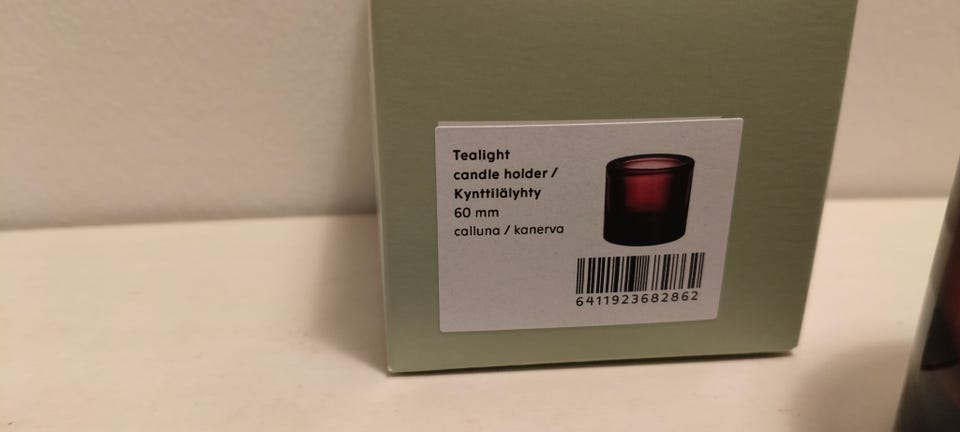 Tealight
candle holder /
Kynttilälyhty
60 mm
calluna / kanerva
6411923682862